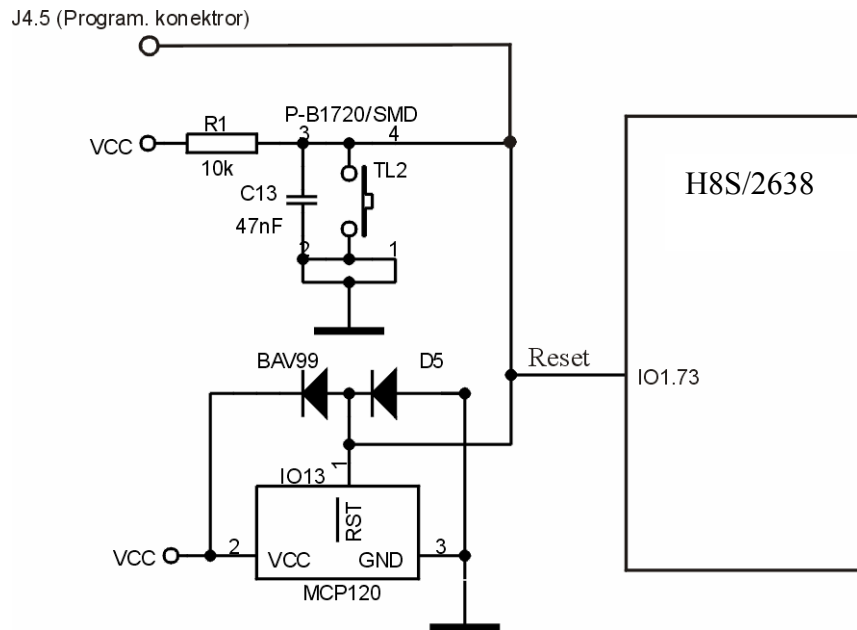 J4.5 (Program. konektror)
P-B1720/SMD
R1
3
4
VCC
10k
TL2
C13
47nF
2
1
H8S/2638
BAV99
D5
Reset
IO1.73
1
IO13
RST
VCC
2
VCC
GND
3
MCP120